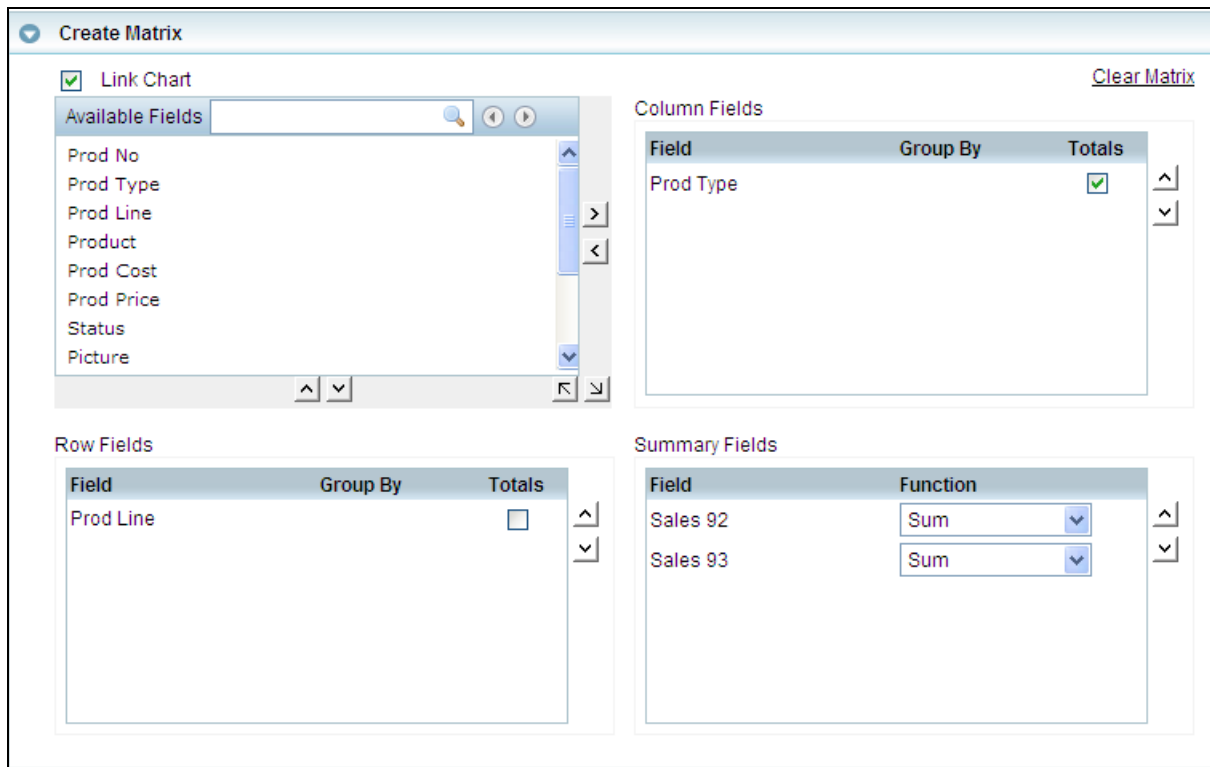 Create Matrix
Link Chart
Clear Matrix
Available Fields
Prod No
Prod Type
Prod Line
Product
Prod Cost
Prod Price
Status
Picture
Column Fields
Field Group By Totals
Prod Type
Row Fields
Field Group By Totals
Prod Line
Summary Fields
Field Function
Sales 92 Sum
Sales 93 Sum